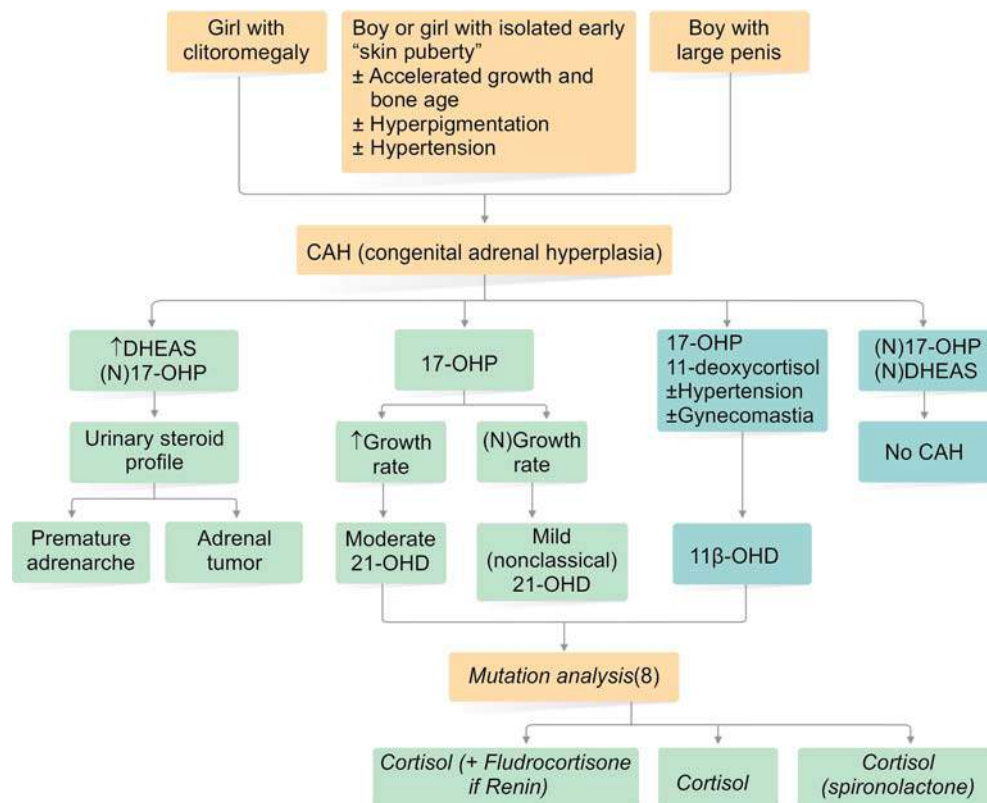 Girl with
clitoromegaly
Boy or girl with isolated early
“skin puberty”
± Accelerated growth and
bone age
± Hyperpigmentation
± Hypertension
Boy with
large penis
CAH (congenital adrenal hyperplasia)
↑DHEAS
(N)17-OHP
17-OHP
17-OHP
11-deoxycortisol
±Hypertension
±Gynecomastia
(N)17-OHP
(N)DHEAS
Urinary steroid
profile
↑Growth
rate
(N)Growth
rate
No CAH
Premature
adrenarche
Adrenal
tumor
Moderate
21-OHD
Mild
(nonclassical)
21-OHD
11β-OHD
Mutation analysis(8)
Cortisol (+ Fludrocortisone
if Renin)
Cortisol
Cortisol
(spironolactone)